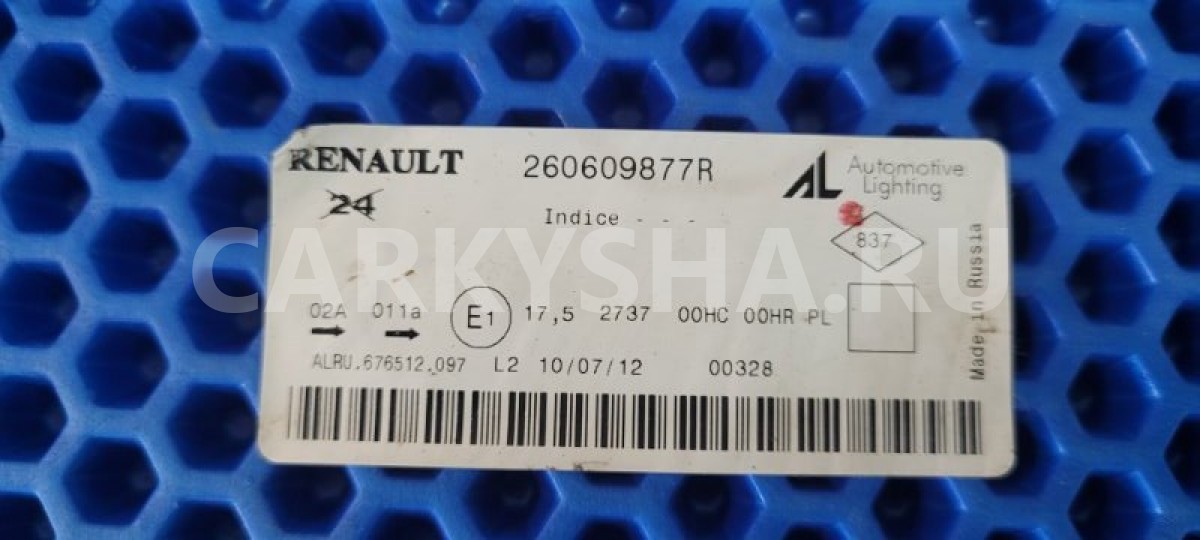 RENAULT 260609877R AL Automotive Lighting
24
Indice - - -
837
Made in Russia
02A 011a E1 17,5 2737 00HC 00HR PL
ALRU.676512.097 L2 10/07/12 00328
CARKYSHA.RU